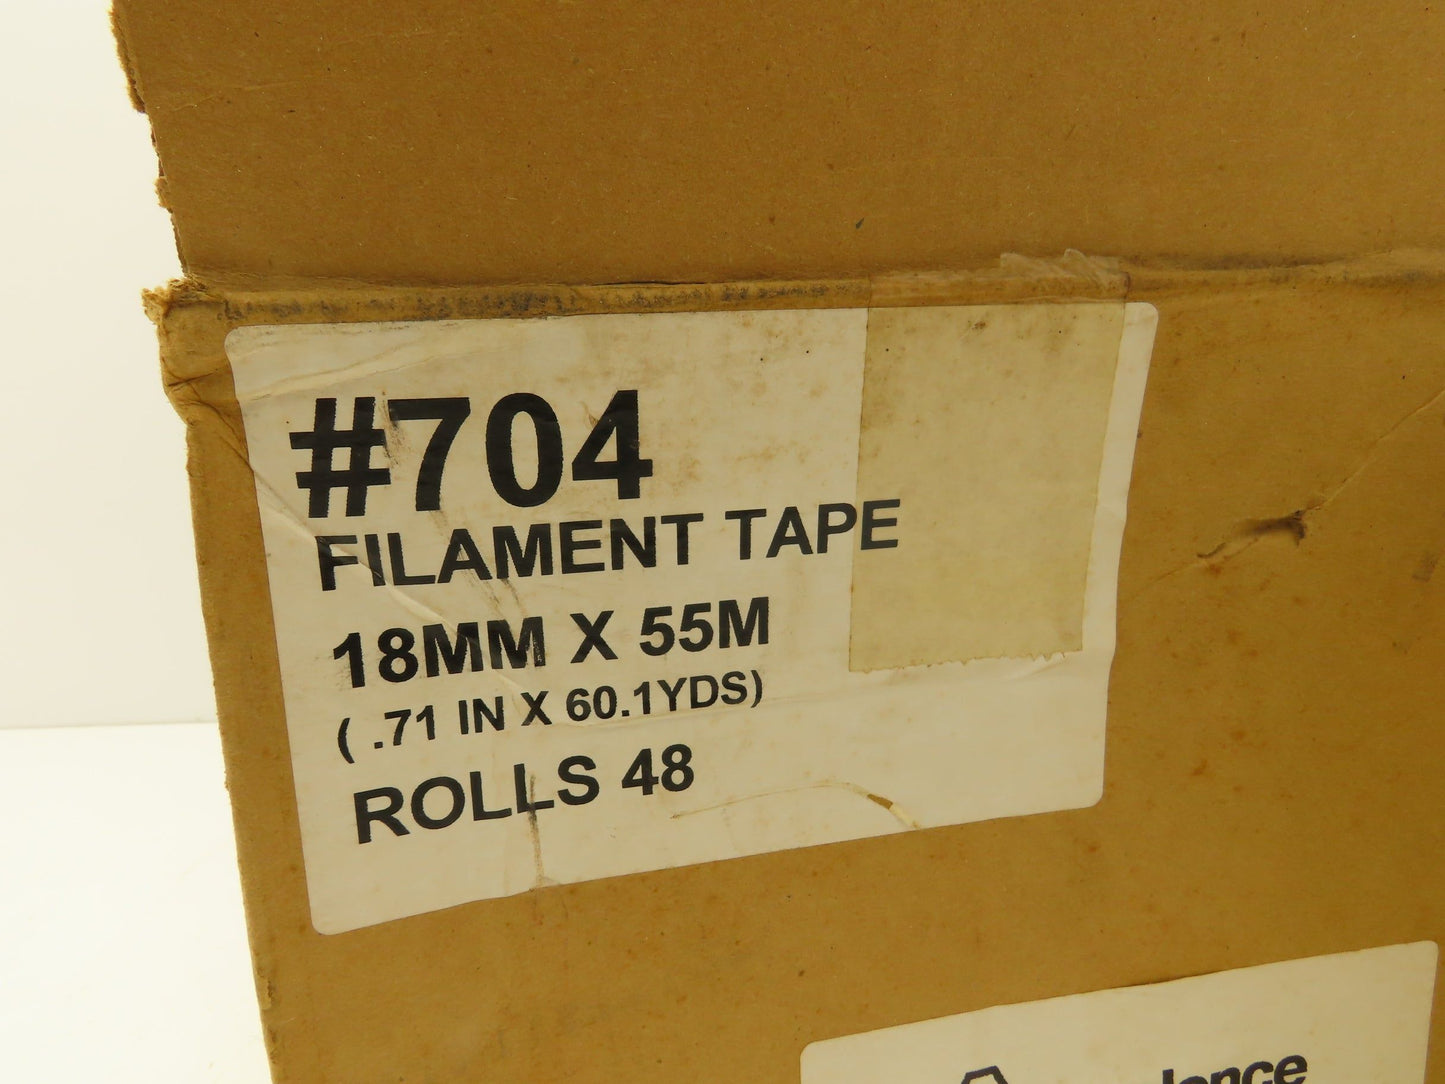 #704
FILAMENT TAPE
18MM X 55M
( .71 IN X 60.1YDS)
ROLLS 48